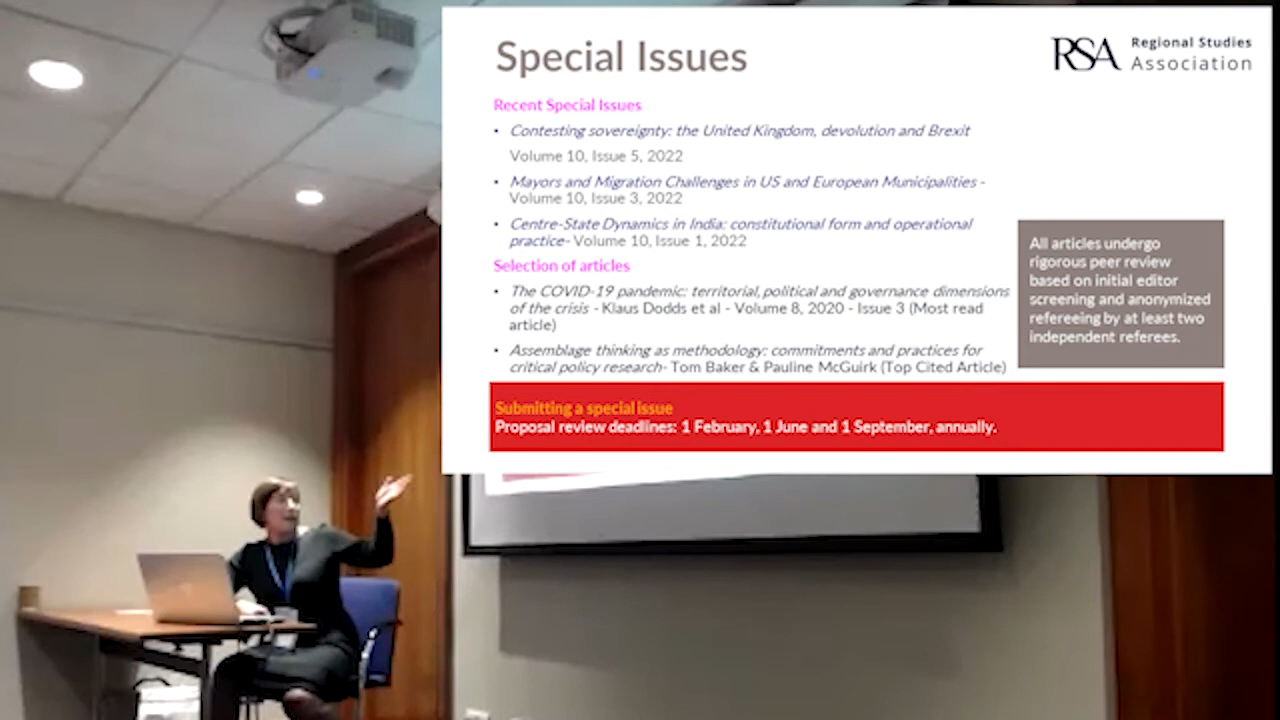 Special Issues
RSA Regional Studies
Association
Recent Special Issues
• Contesting sovereignty: the United Kingdom, devolution and Brexit
Volume 10, Issue 5, 2022
• Mayors and Migration Challenges in US and European Municipalities -
Volume 10, Issue 3, 2022
• Centre-State Dynamics in India: constitutional form and operational
practice- Volume 10, Issue 1, 2022
Selection of articles
• The COVID-19 pandemic: territorial, political and governance dimensions
of the crisis - Klaus Dodds et al - Volume 8, 2020 - Issue 3 (Most read
article)
• Assemblage thinking as methodology: commitments and practices for
critical policy research- Tom Baker & Pauline McGuirk (Top Cited Article)
All articles undergo
rigorous peer review
based on initial editor
screening and anonymized
refereeing by at least two
independent referees.
Submitting a special issue
Proposal review deadlines: 1 February, 1 June and 1 September, annually.